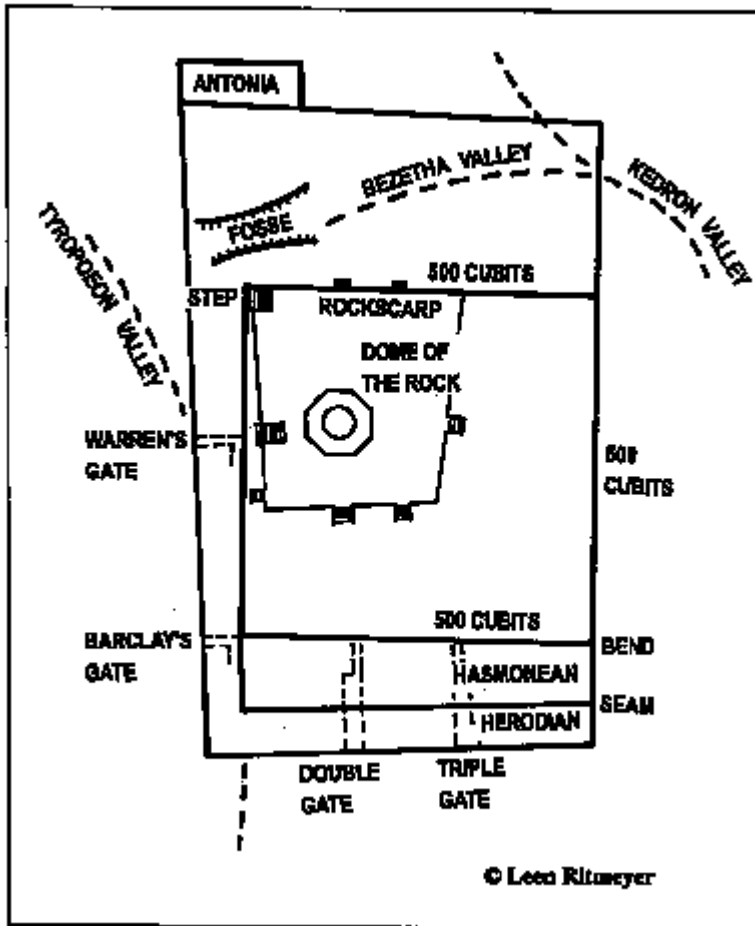 ANTONIA
BEZETHA VALLEY
KEDRON VALLEY
FOSSE
TYROPOISON VALLEY
500 CUBITS
STEP
ROCKSCARP
DOME OF
THE ROCK
WARREN'S
GATE
500
CUBITS
500 CUBITS
BARCLAY'S
GATE
BEND
HASMONEAN
SEAM
HERODIAN
DOUBLE
GATE
TRIPLE
GATE
© Leen Ritmeyer